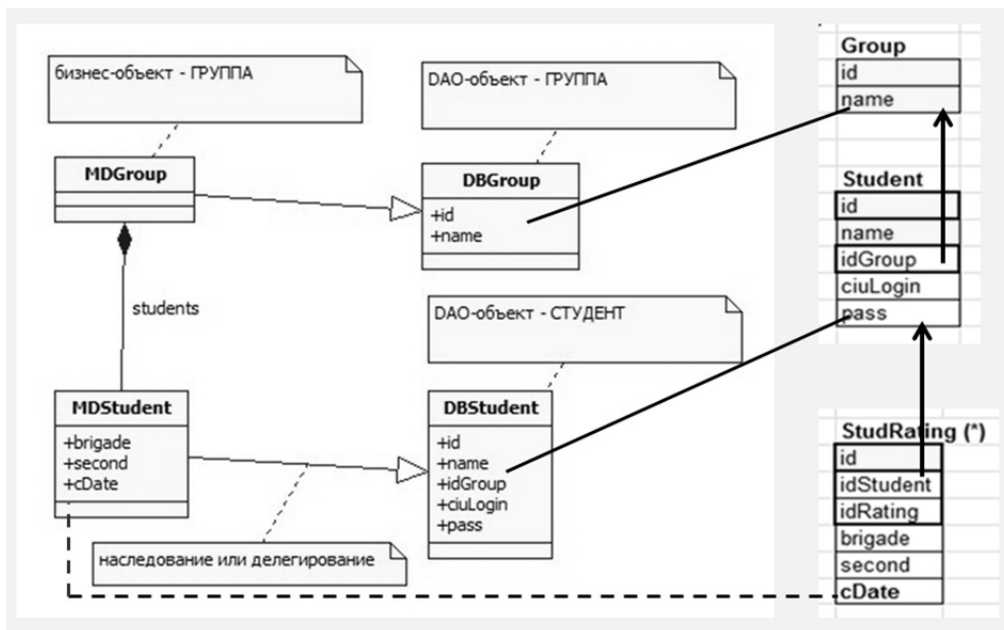 бизнес-объект - ГРУППА
DAO-объект - ГРУППА
MDGroup
DBGroup
+id
+name
students
DAO-объект - СТУДЕНТ
MDStudent
+brigade
+second
+cDate
DBStudent
+id
+name
+idGroup
+ciuLogin
+pass
наследование или делегирование
Group
id
name
Student
id
name
idGroup
ciuLogin
pass
StudRating (*)
id
idStudent
idRating
brigade
second
cDate